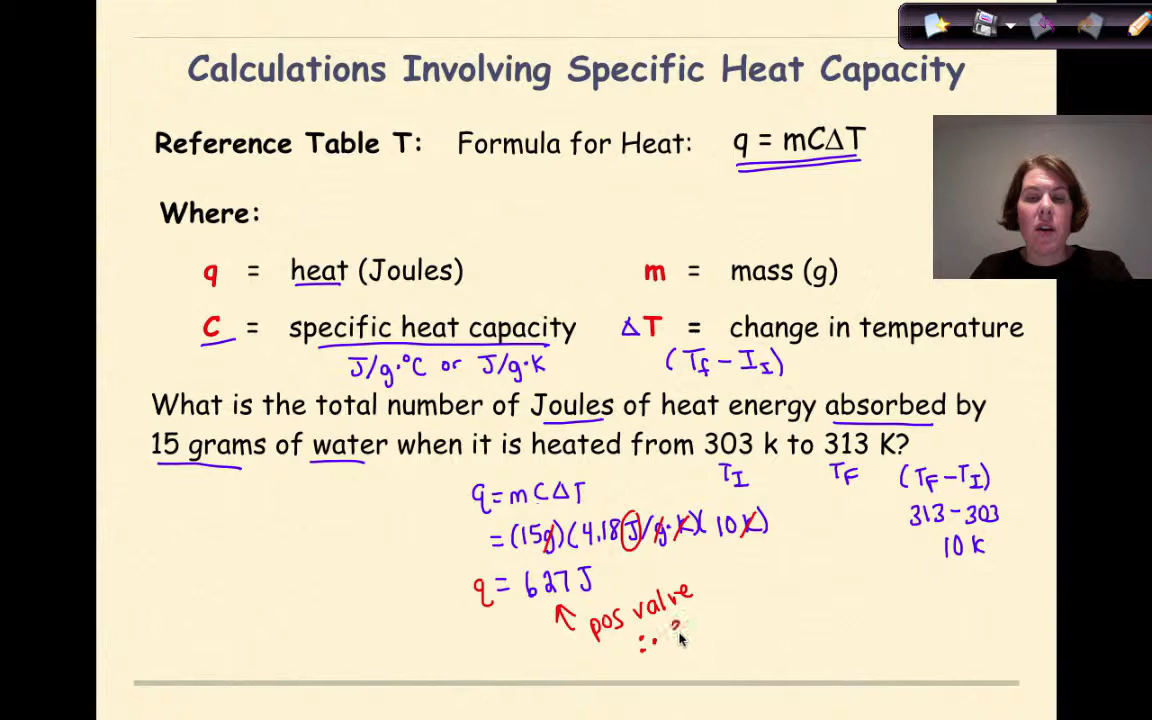 Calculations Involving Specific Heat Capacity
Reference Table T: Formula for Heat: q = mCΔT
Where:
q = heat (Joules) m = mass (g)
C = specific heat capacity ΔT = change in temperature
J/g·°C or J/g·K (Tf - II)
What is the total number of Joules of heat energy absorbed by
15 grams of water when it is heated from 303 k to 313 K?
TI TF (TF-TI)
q = mCΔT 313-303
= (15g)(4.18J/g·K)(10K) 10 K
q = 627J
pos value
∴